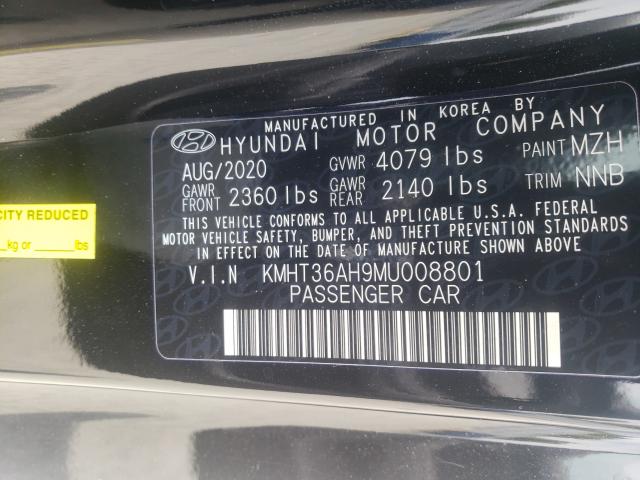 MANUFACTURED IN KOREA BY
HYUNDAI MOTOR COMPANY
AUG/2020 GVWR 4079 lbs PAINT MZH
GAWR FRONT 2360 lbs GAWR REAR 2140 lbs TRIM NNB
THIS VEHICLE CONFORMS TO ALL APPLICABLE U.S.A. FEDERAL
MOTOR VEHICLE SAFETY, BUMPER, AND THEFT PREVENTION STANDARDS
IN EFFECT ON THE DATE OF MANUFACTURE SHOWN ABOVE.
V.I.N KMHT36AH9MU008801
PASSENGER CAR
CITY REDUCED
kg or ______lbs